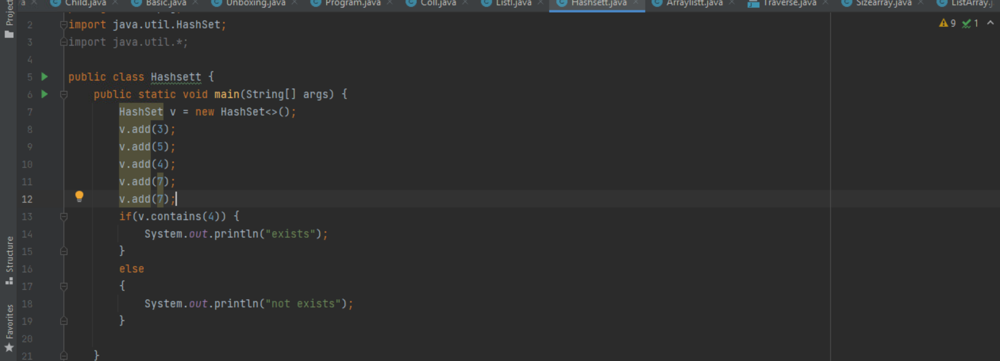 Child.java Basic.java Unboxing.java Program.java Coll.java Listl.java Hashsett.java Arraylistt.java Traverse.java Sizearray.java ListArray.j
Project
2 import java.util.HashSet;
9 1
3 import java.util.*;
4
5 public class Hashsett {
6 public static void main(String[] args) {
7 HashSet v = new HashSet<>();
8 v.add(3);
9 v.add(5);
10 v.add(4);
11 v.add(7);
12 v.add(7);
13 if(v.contains(4)) {
14 System.out.println("exists");
15 }
16 else
17 {
18 System.out.println("not exists");
19 }
20
21 }
Structure
Favorites